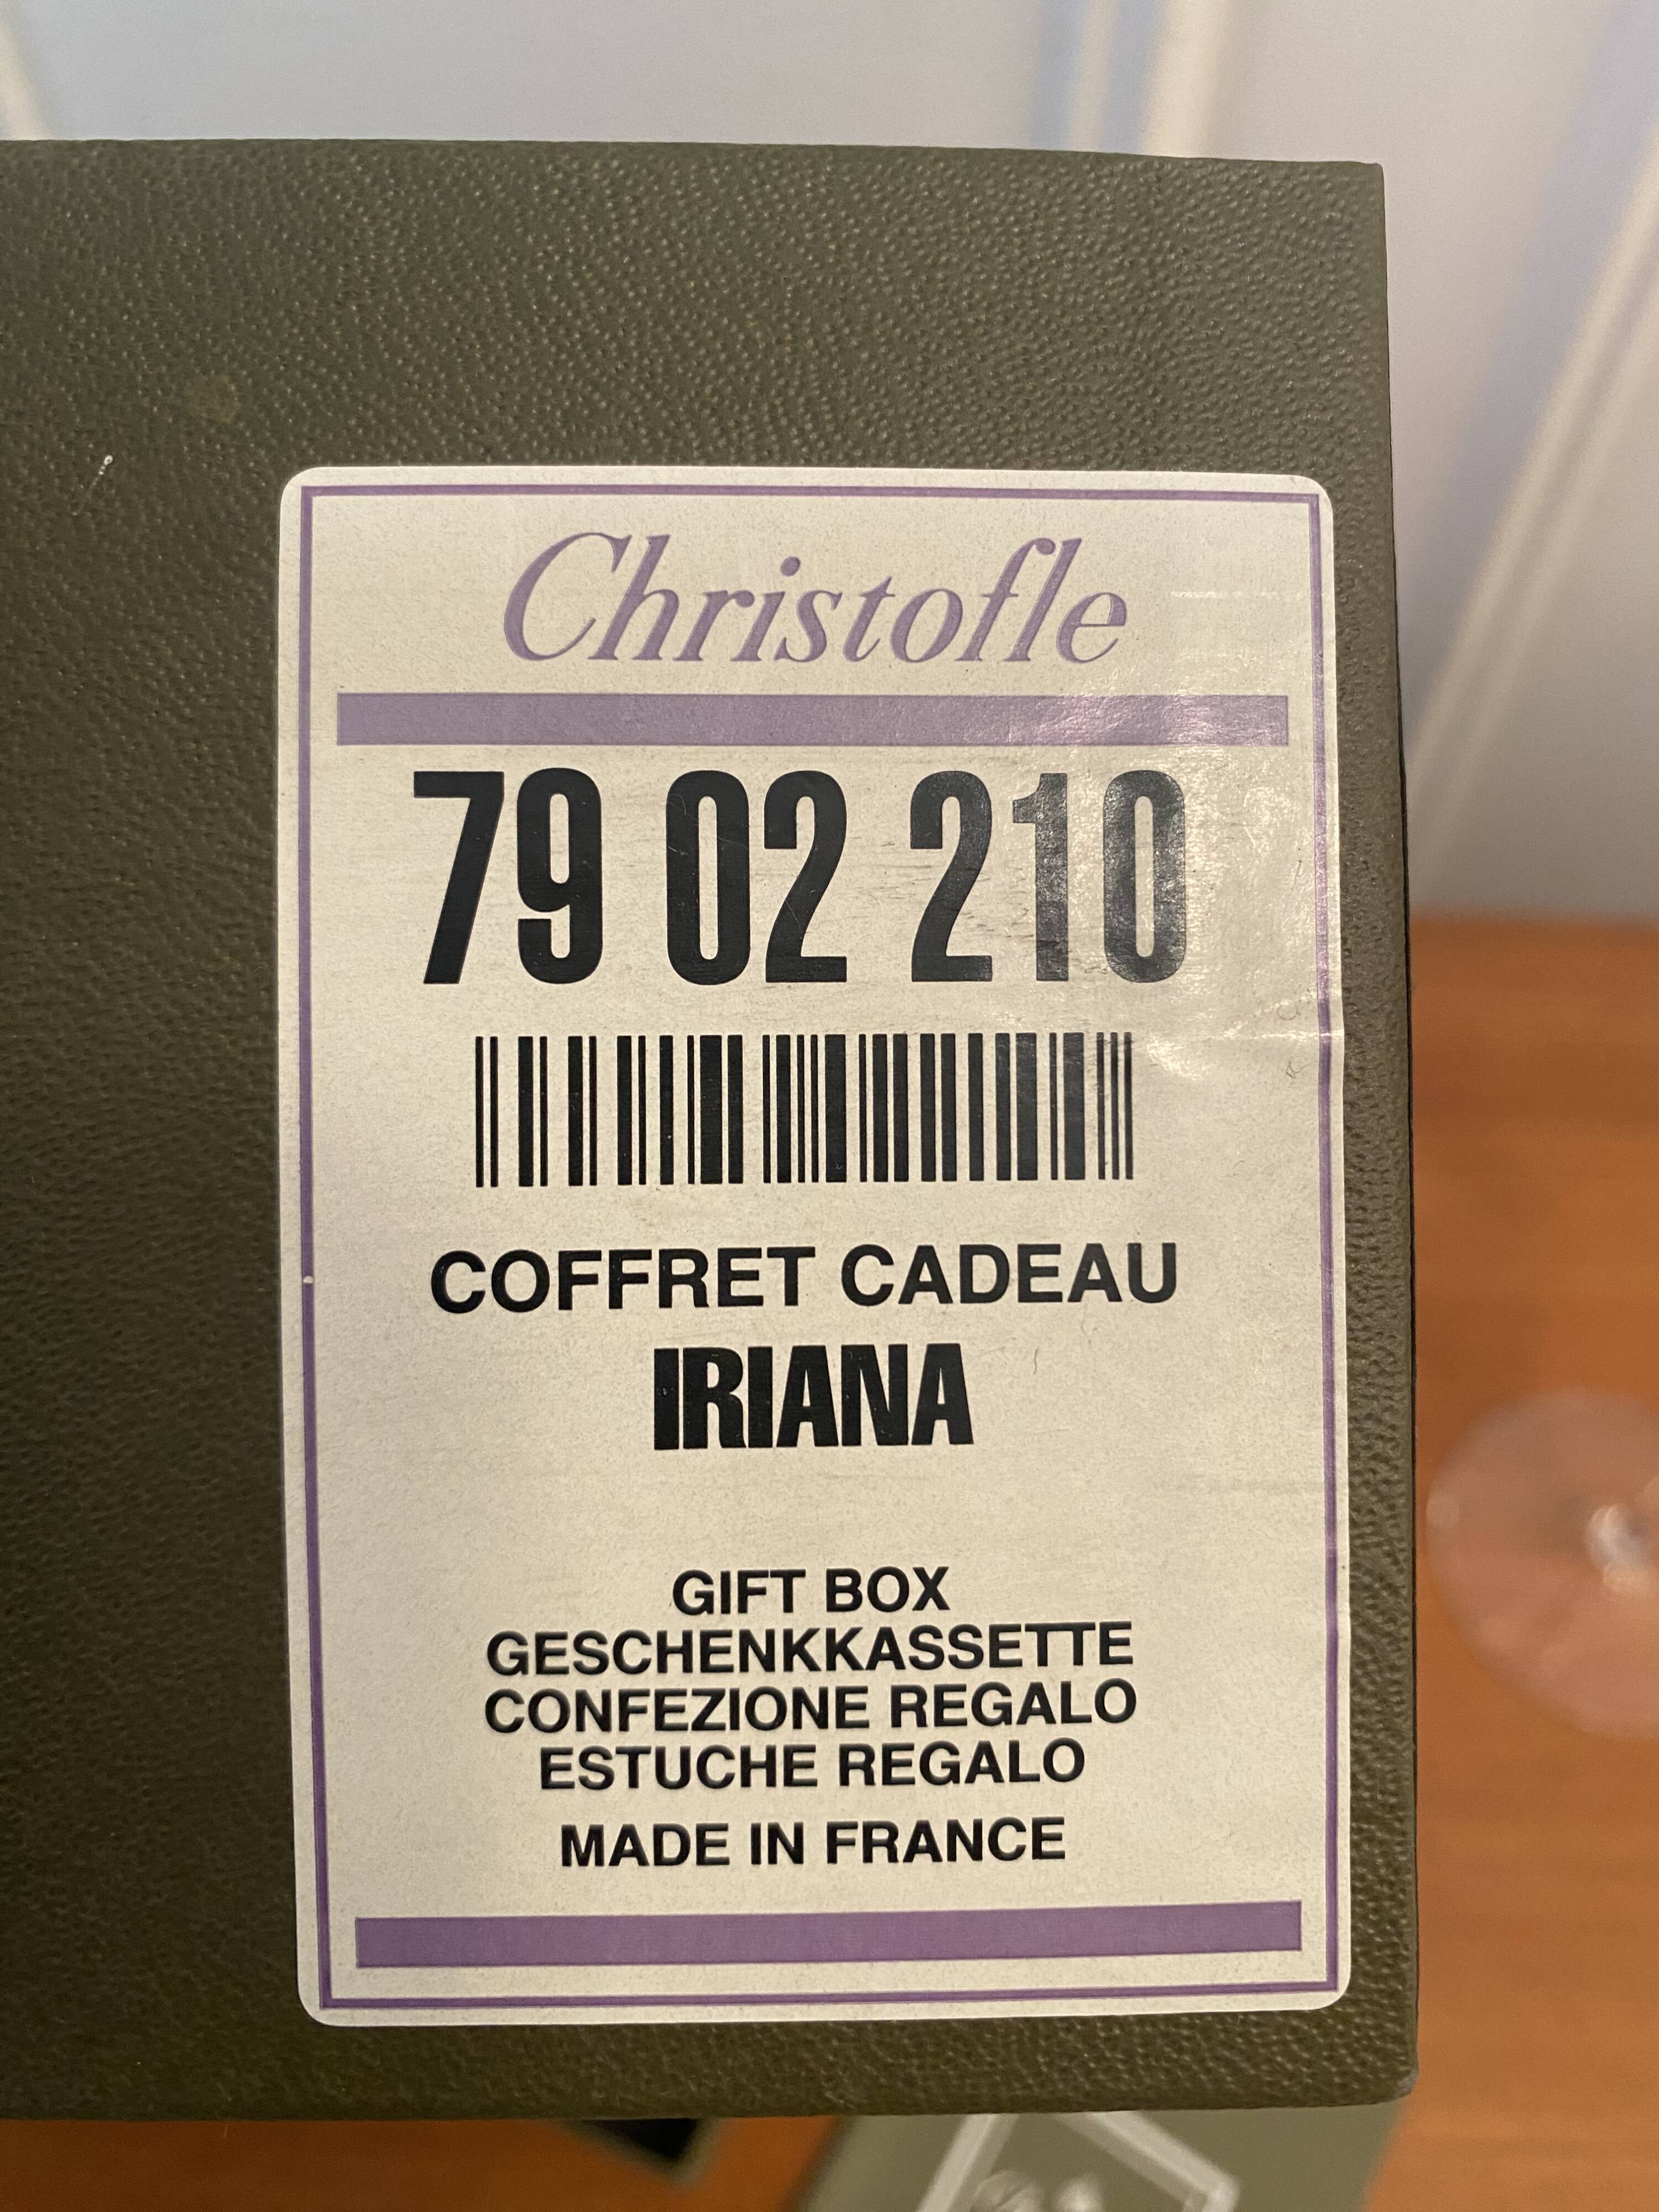 Christofle
79 02 210
COFFRET CADEAU
IRIANA
GIFT BOX
GESCHENKKASSETTE
CONFEZIONE REGALO
ESTUCHE REGALO
MADE IN FRANCE